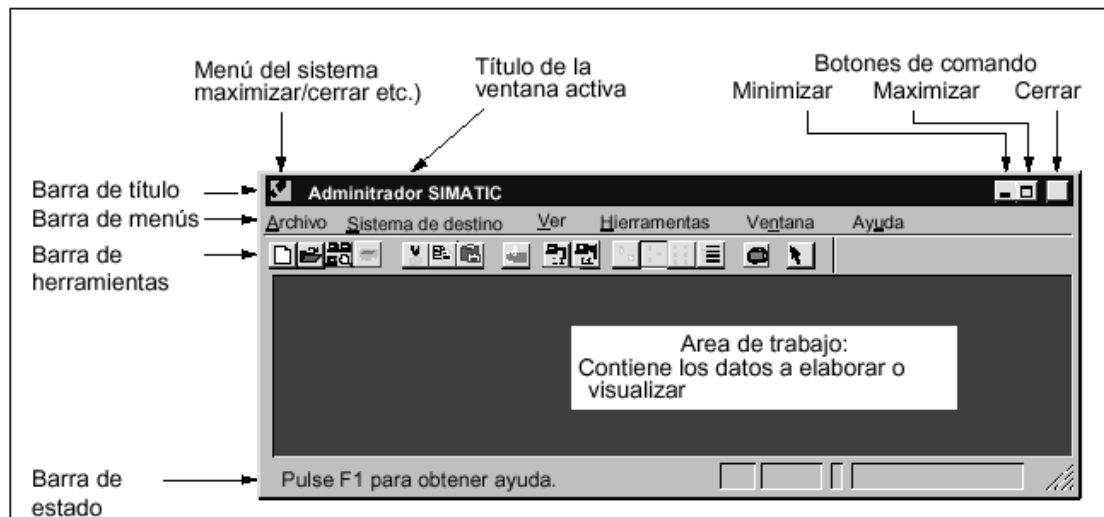 Menú del sistema
maximizar/cerrar etc.)
Título de la
ventana activa
Botones de comando
Minimizar Maximizar Cerrar
Barra de título
Adminitrador SIMATIC
Barra de menús
Archivo Sistema de destino Ver Hierramentas Ventana Ayuda
Barra de
herramientas
Area de trabajo:
Contiene los datos a elaborar o
visualizar
Barra de
estado
Pulse F1 para obtener ayuda.